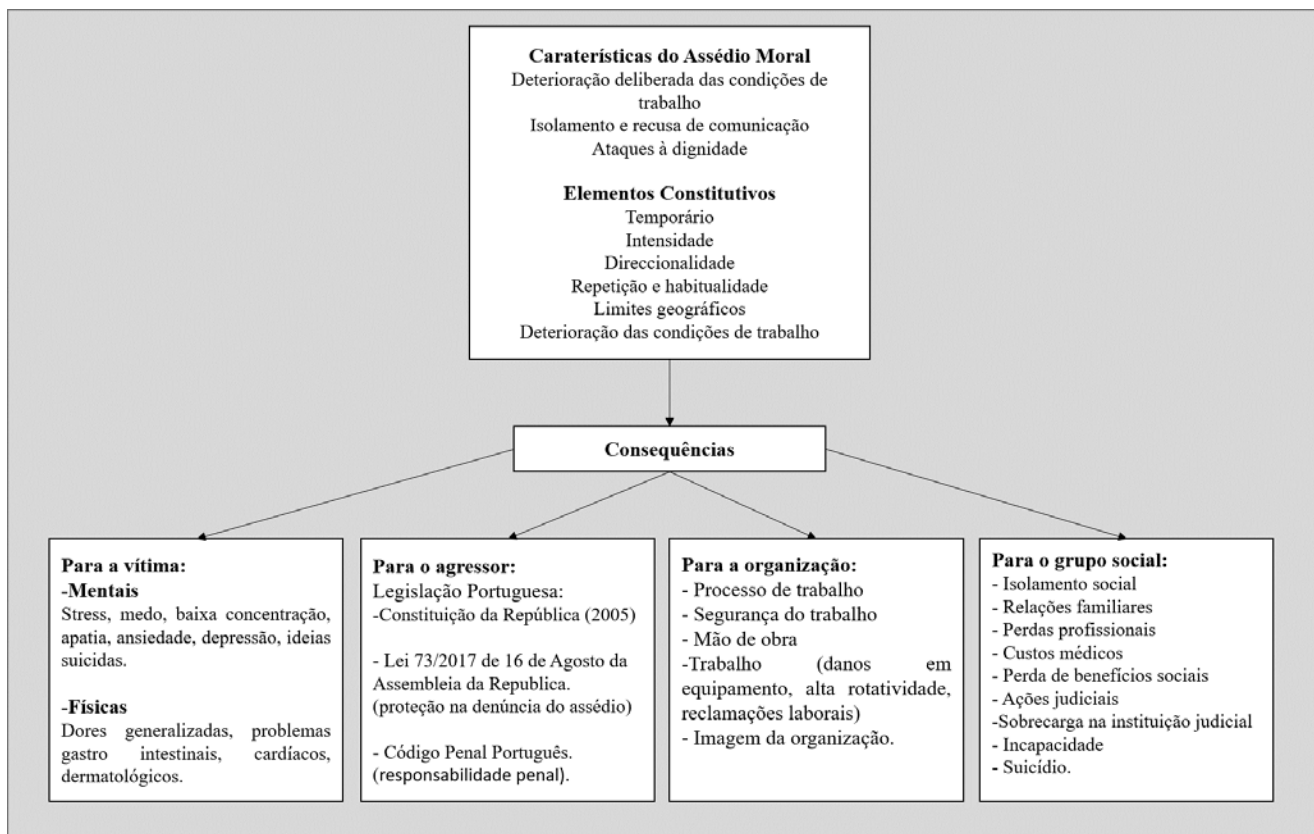 Caraterísticas do Assédio Moral
Deterioração deliberada das condições de
trabalho
Isolamento e recusa de comunicação
Ataques à dignidade
Elementos Constitutivos
Temporário
Intensidade
Direccionalidade
Repetição e habitualidade
Limites geográficos
Deterioração das condições de trabalho
Consequências
Para a vítima:
-Mentais
Stress, medo, baixa concentração,
apatia, ansiedade, depressão, ideias
suicidas.
-Físicas
Dores generalizadas, problemas
gastro intestinais, cardíacos,
dermatológicos.
Para o agressor:
Legislação Portuguesa:
-Constituição da República (2005)
- Lei 73/2017 de 16 de Agosto da
Assembleia da Republica.
(proteção na denúncia do assédio)
- Código Penal Português.
(responsabilidade penal).
Para a organização:
- Processo de trabalho
- Segurança do trabalho
- Mão de obra
-Trabalho (danos em
equipamento, alta rotatividade,
reclamações laborais)
- Imagem da organização.
Para o grupo social:
- Isolamento social
- Relações familiares
- Perdas profissionais
- Custos médicos
- Perda de benefícios sociais
- Ações judiciais
-Sobrecarga na instituição judicial
- Incapacidade
- Suicídio.